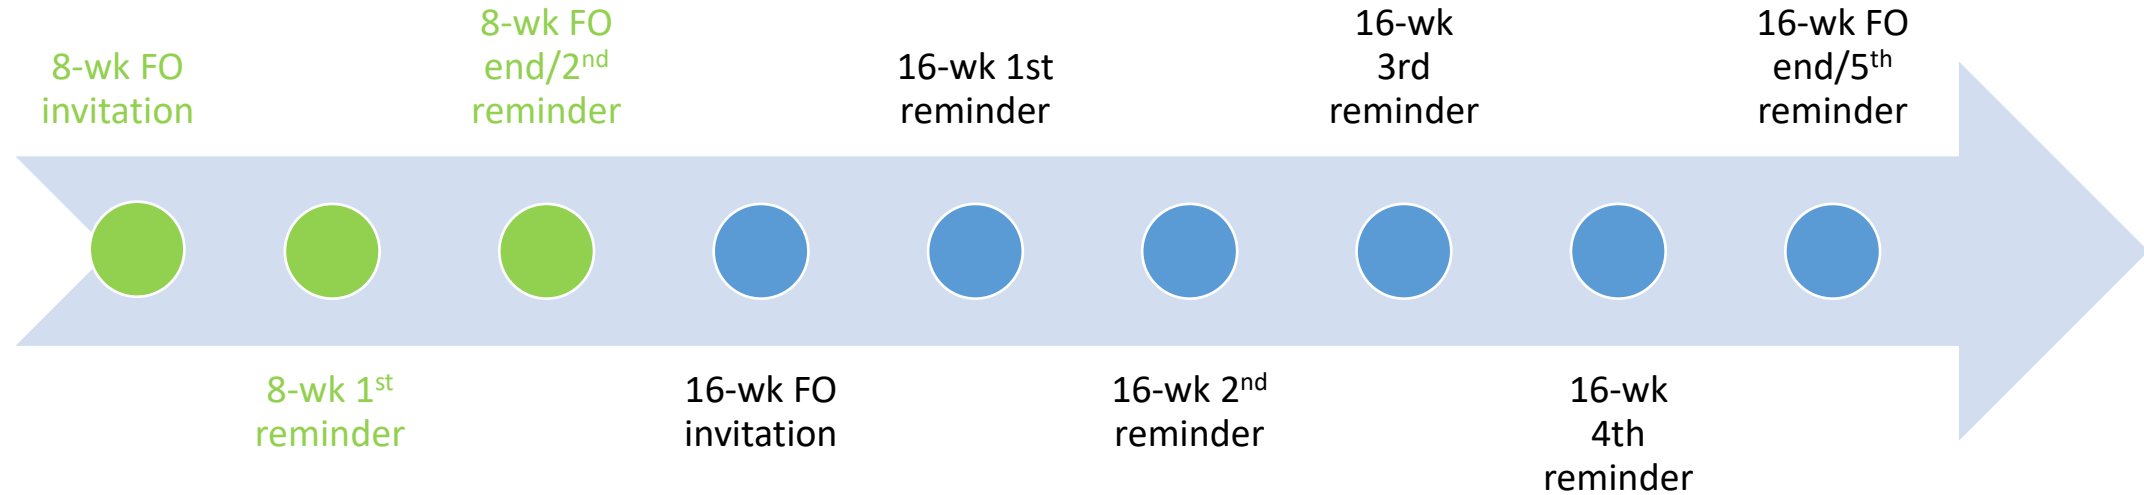 8-wk FO
invitation
8-wk FO
end/2nd
reminder
16-wk 1st
reminder
16-wk
3rd
reminder
16-wk FO
end/5th
reminder
8-wk 1st
reminder
16-wk FO
invitation
16-wk 2nd
reminder
16-wk
4th
reminder